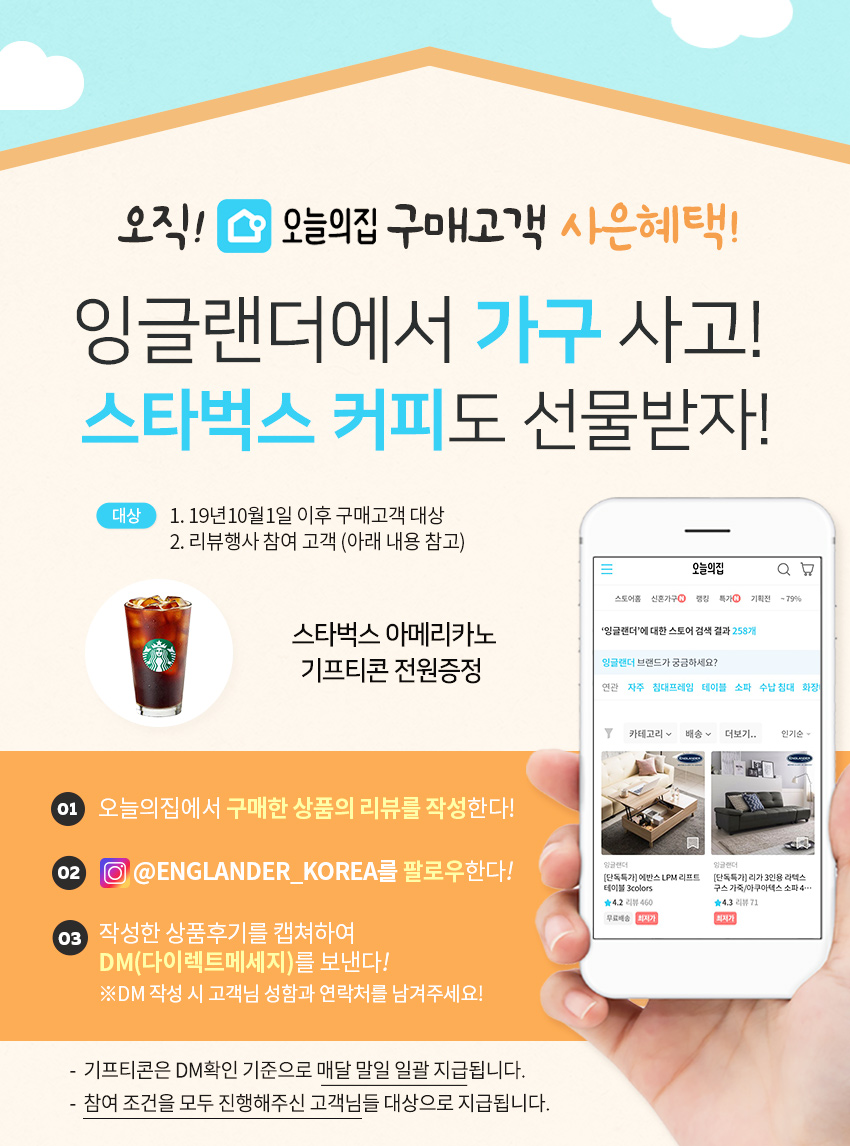 오직! 오늘의집 구매고객 사은혜택!
잉글랜더에서 가구 사고!
스타벅스 커피도 선물받자!
대상 1. 19년10월1일 이후 구매고객 대상
2. 리뷰행사 참여 고객 (아래 내용 참고)
스타벅스 아메리카노
기프티콘 전원증정
01 오늘의집에서 구매한 상품의 리뷰를 작성한다!
02 @ENGLANDER_KOREA를 팔로우한다!
03 작성한 상품후기를 캡쳐하여
DM(다이렉트메세지)를 보낸다!
※DM 작성 시 고객님 성함과 연락처를 남겨주세요!
- 기프티콘은 DM확인 기준으로 매달 말일 일괄 지급됩니다.
- 참여 조건을 모두 진행해주신 고객님들 대상으로 지급됩니다.
오늘의집
스토어홈 신혼가구 랭킹 특가 기획전 ~79%
‘잉글랜더’에 대한 스토어 검색 결과 258개
잉글랜더 브랜드가 궁금하세요?
연관 자주 침대프레임 테이블 소파 수납 침대 화장
카테고리 배송 더보기.. 인기순
ENGLANDER ENGLANDER
잉글랜더
[단독특가] 에반스 LPM 리프트
테이블 3colors
★4.2 리뷰 460
무료배송 최저가
잉글랜더
[단독특가] 리가 3인용 라텍스
구스 가죽/아쿠아텍스 소파 4…
★4.3 리뷰 71
최저가